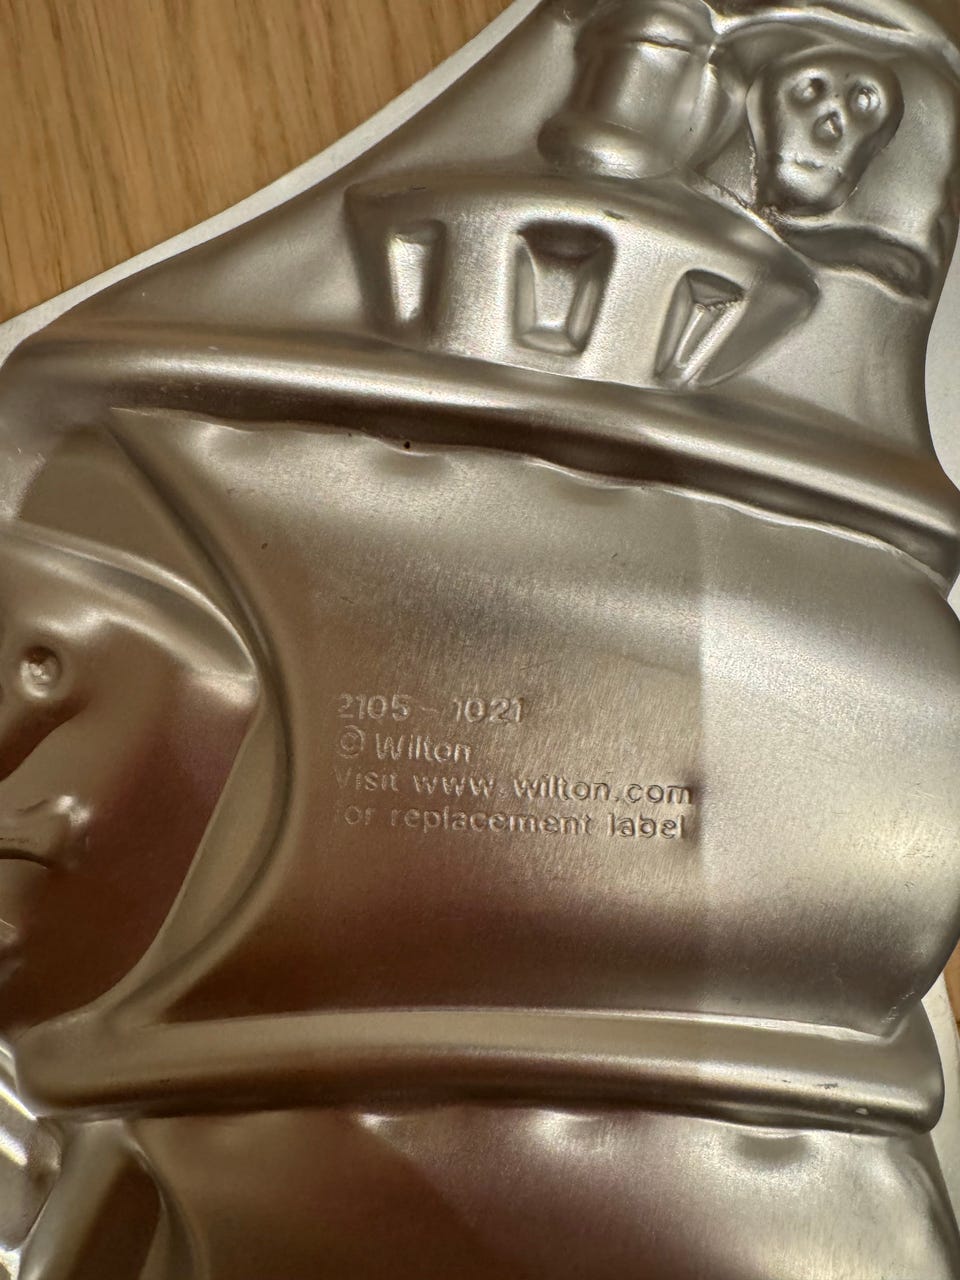 2105-1021
© Wilton
Visit www.wilton.com
for replacement label